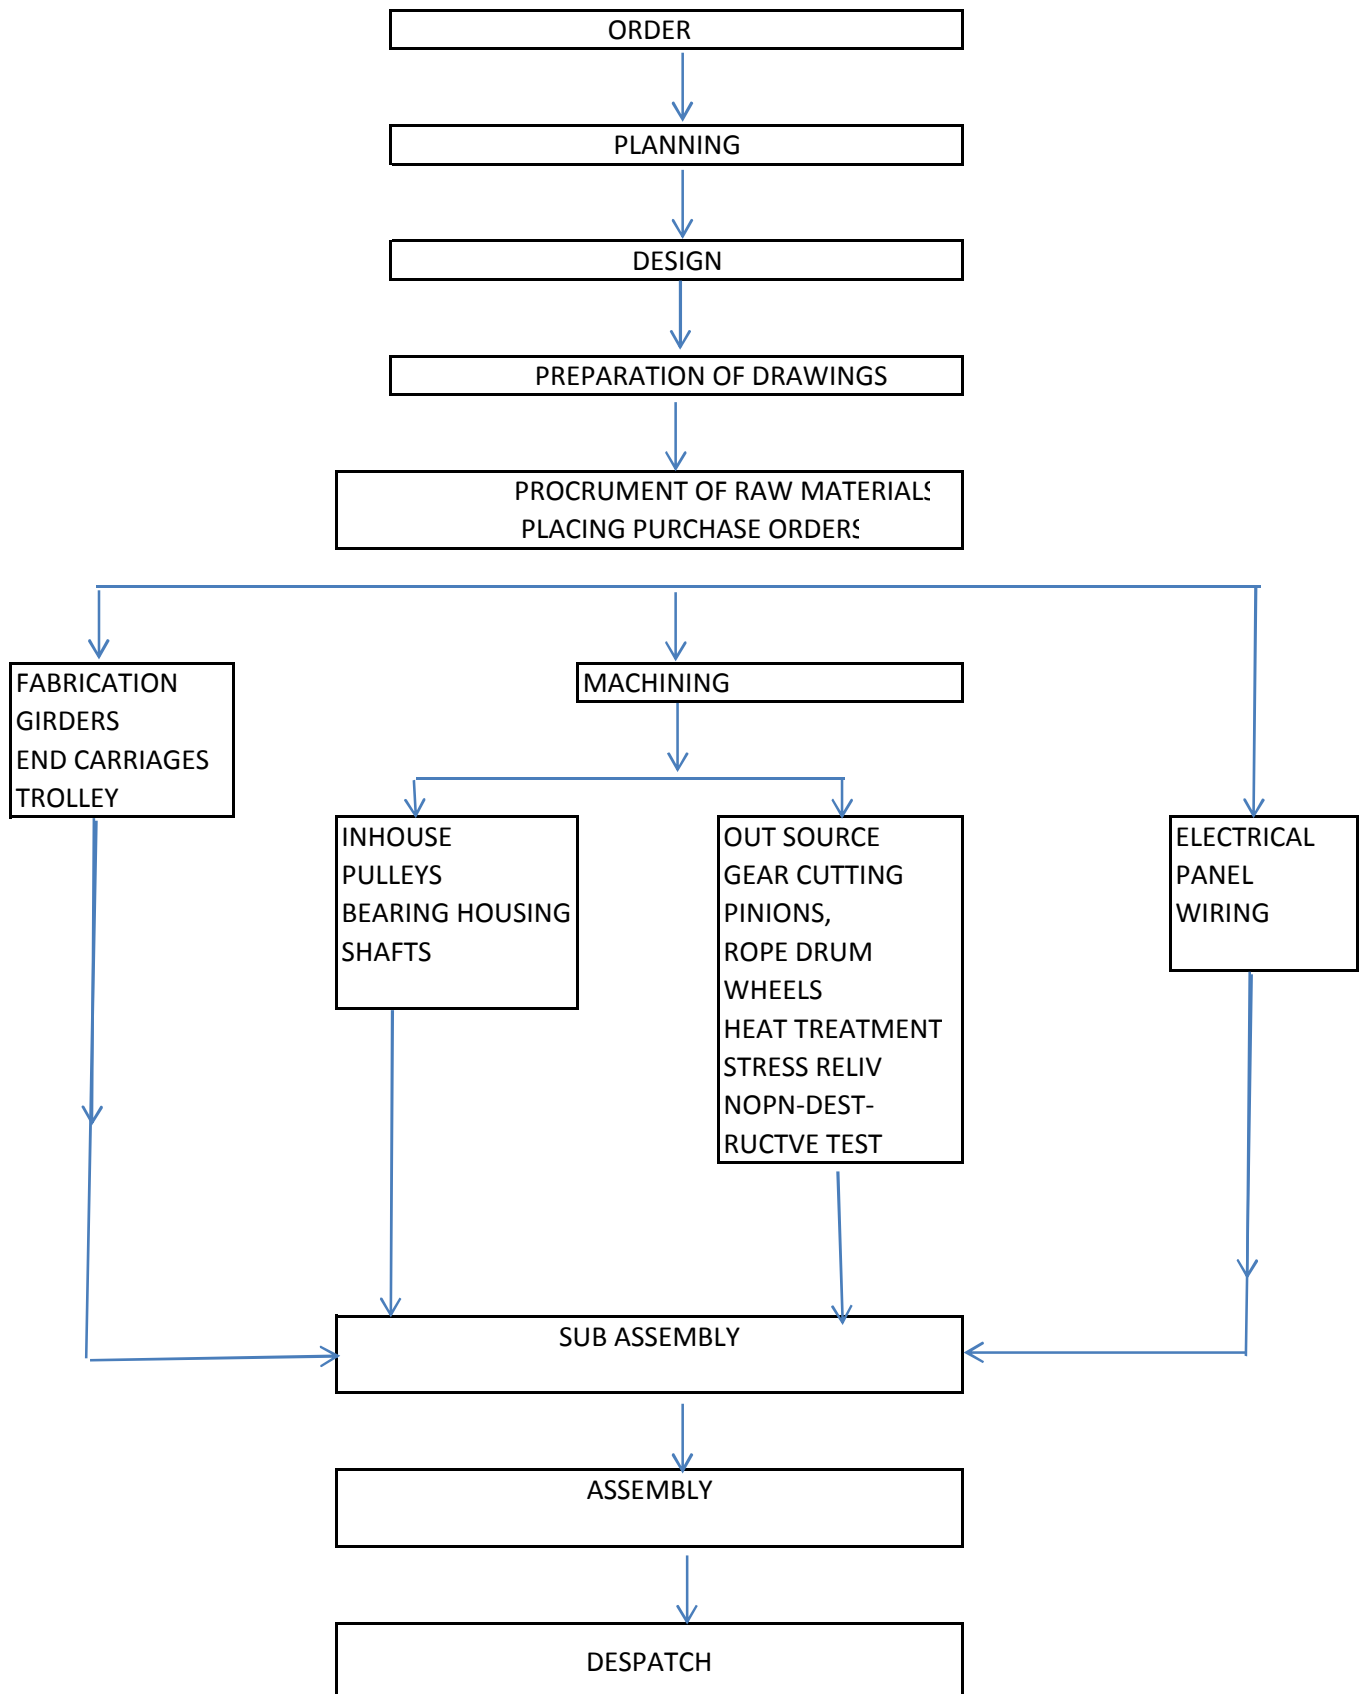 ORDER
PLANNING
DESIGN
PREPARATION OF DRAWINGS
PROCRUMENT OF RAW MATERIALS
PLACING PURCHASE ORDERS
FABRICATION
GIRDERS
END CARRIAGES
TROLLEY
MACHINING
INHOUSE
PULLEYS
BEARING HOUSING
SHAFTS
OUT SOURCE
GEAR CUTTING
PINIONS,
ROPE DRUM
WHEELS
HEAT TREATMENT
STRESS RELIV
NOPN-DEST-
RUCTVE TEST
ELECTRICAL
PANEL
WIRING
SUB ASSEMBLY
ASSEMBLY
DESPATCH